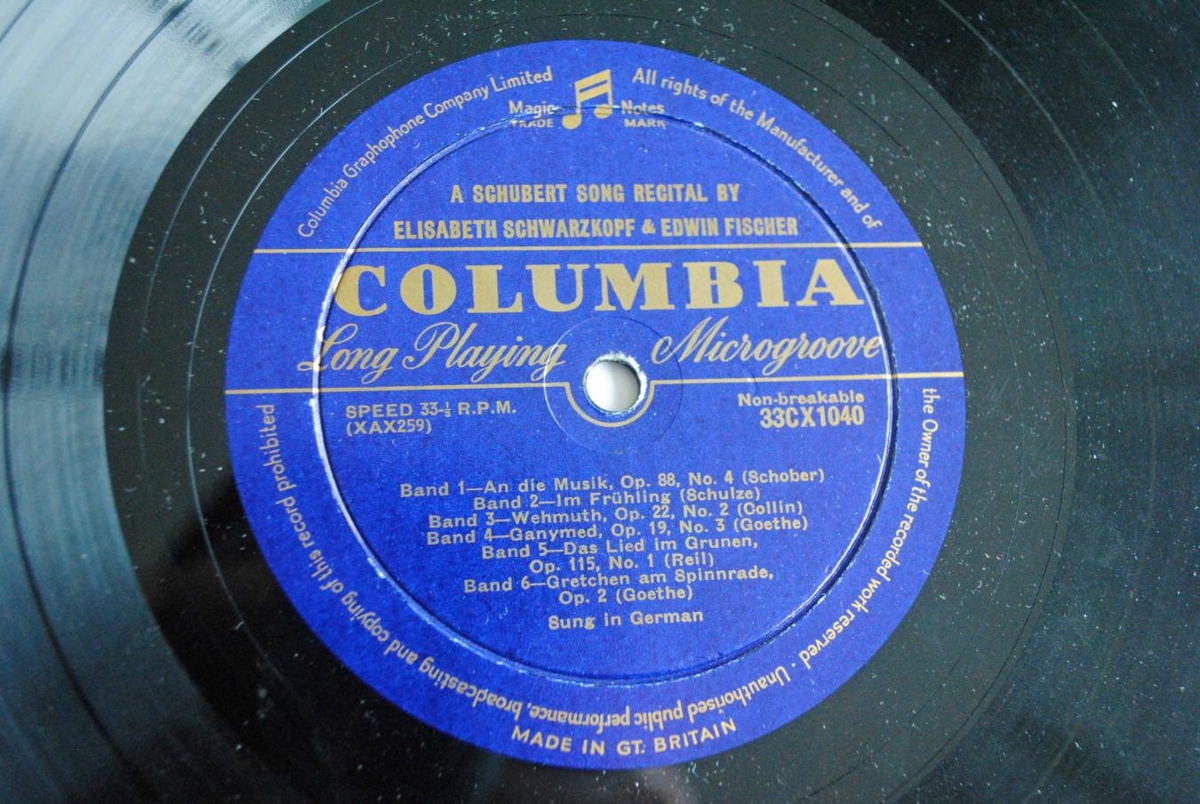 Columbia Graphophone Company Limited
All rights of the Manufacturer and of
the Owner of the recorded work reserved · Unauthorised public performance, broadcasting and copying of this record prohibited
Magic Notes
TRADE MARK
A SCHUBERT SONG RECITAL BY
ELISABETH SCHWARZKOPF & EDWIN FISCHER
COLUMBIA
Long Playing Microgroove
SPEED 33-⅓ R.P.M.
(XAX259)
Non-breakable
33CX1040
Band 1—An die Musik, Op. 88, No. 4 (Schober)
Band 2—Im Frühling (Schulze)
Band 3—Wehmuth, Op. 22, No. 2 (Collin)
Band 4—Ganymed, Op. 19, No. 3 (Goethe)
Band 5—Das Lied im Grunen,
Op. 115, No. 1 (Reil)
Band 6—Gretchen am Spinnrade,
Op. 2 (Goethe)
Sung in German
MADE IN GT. BRITAIN